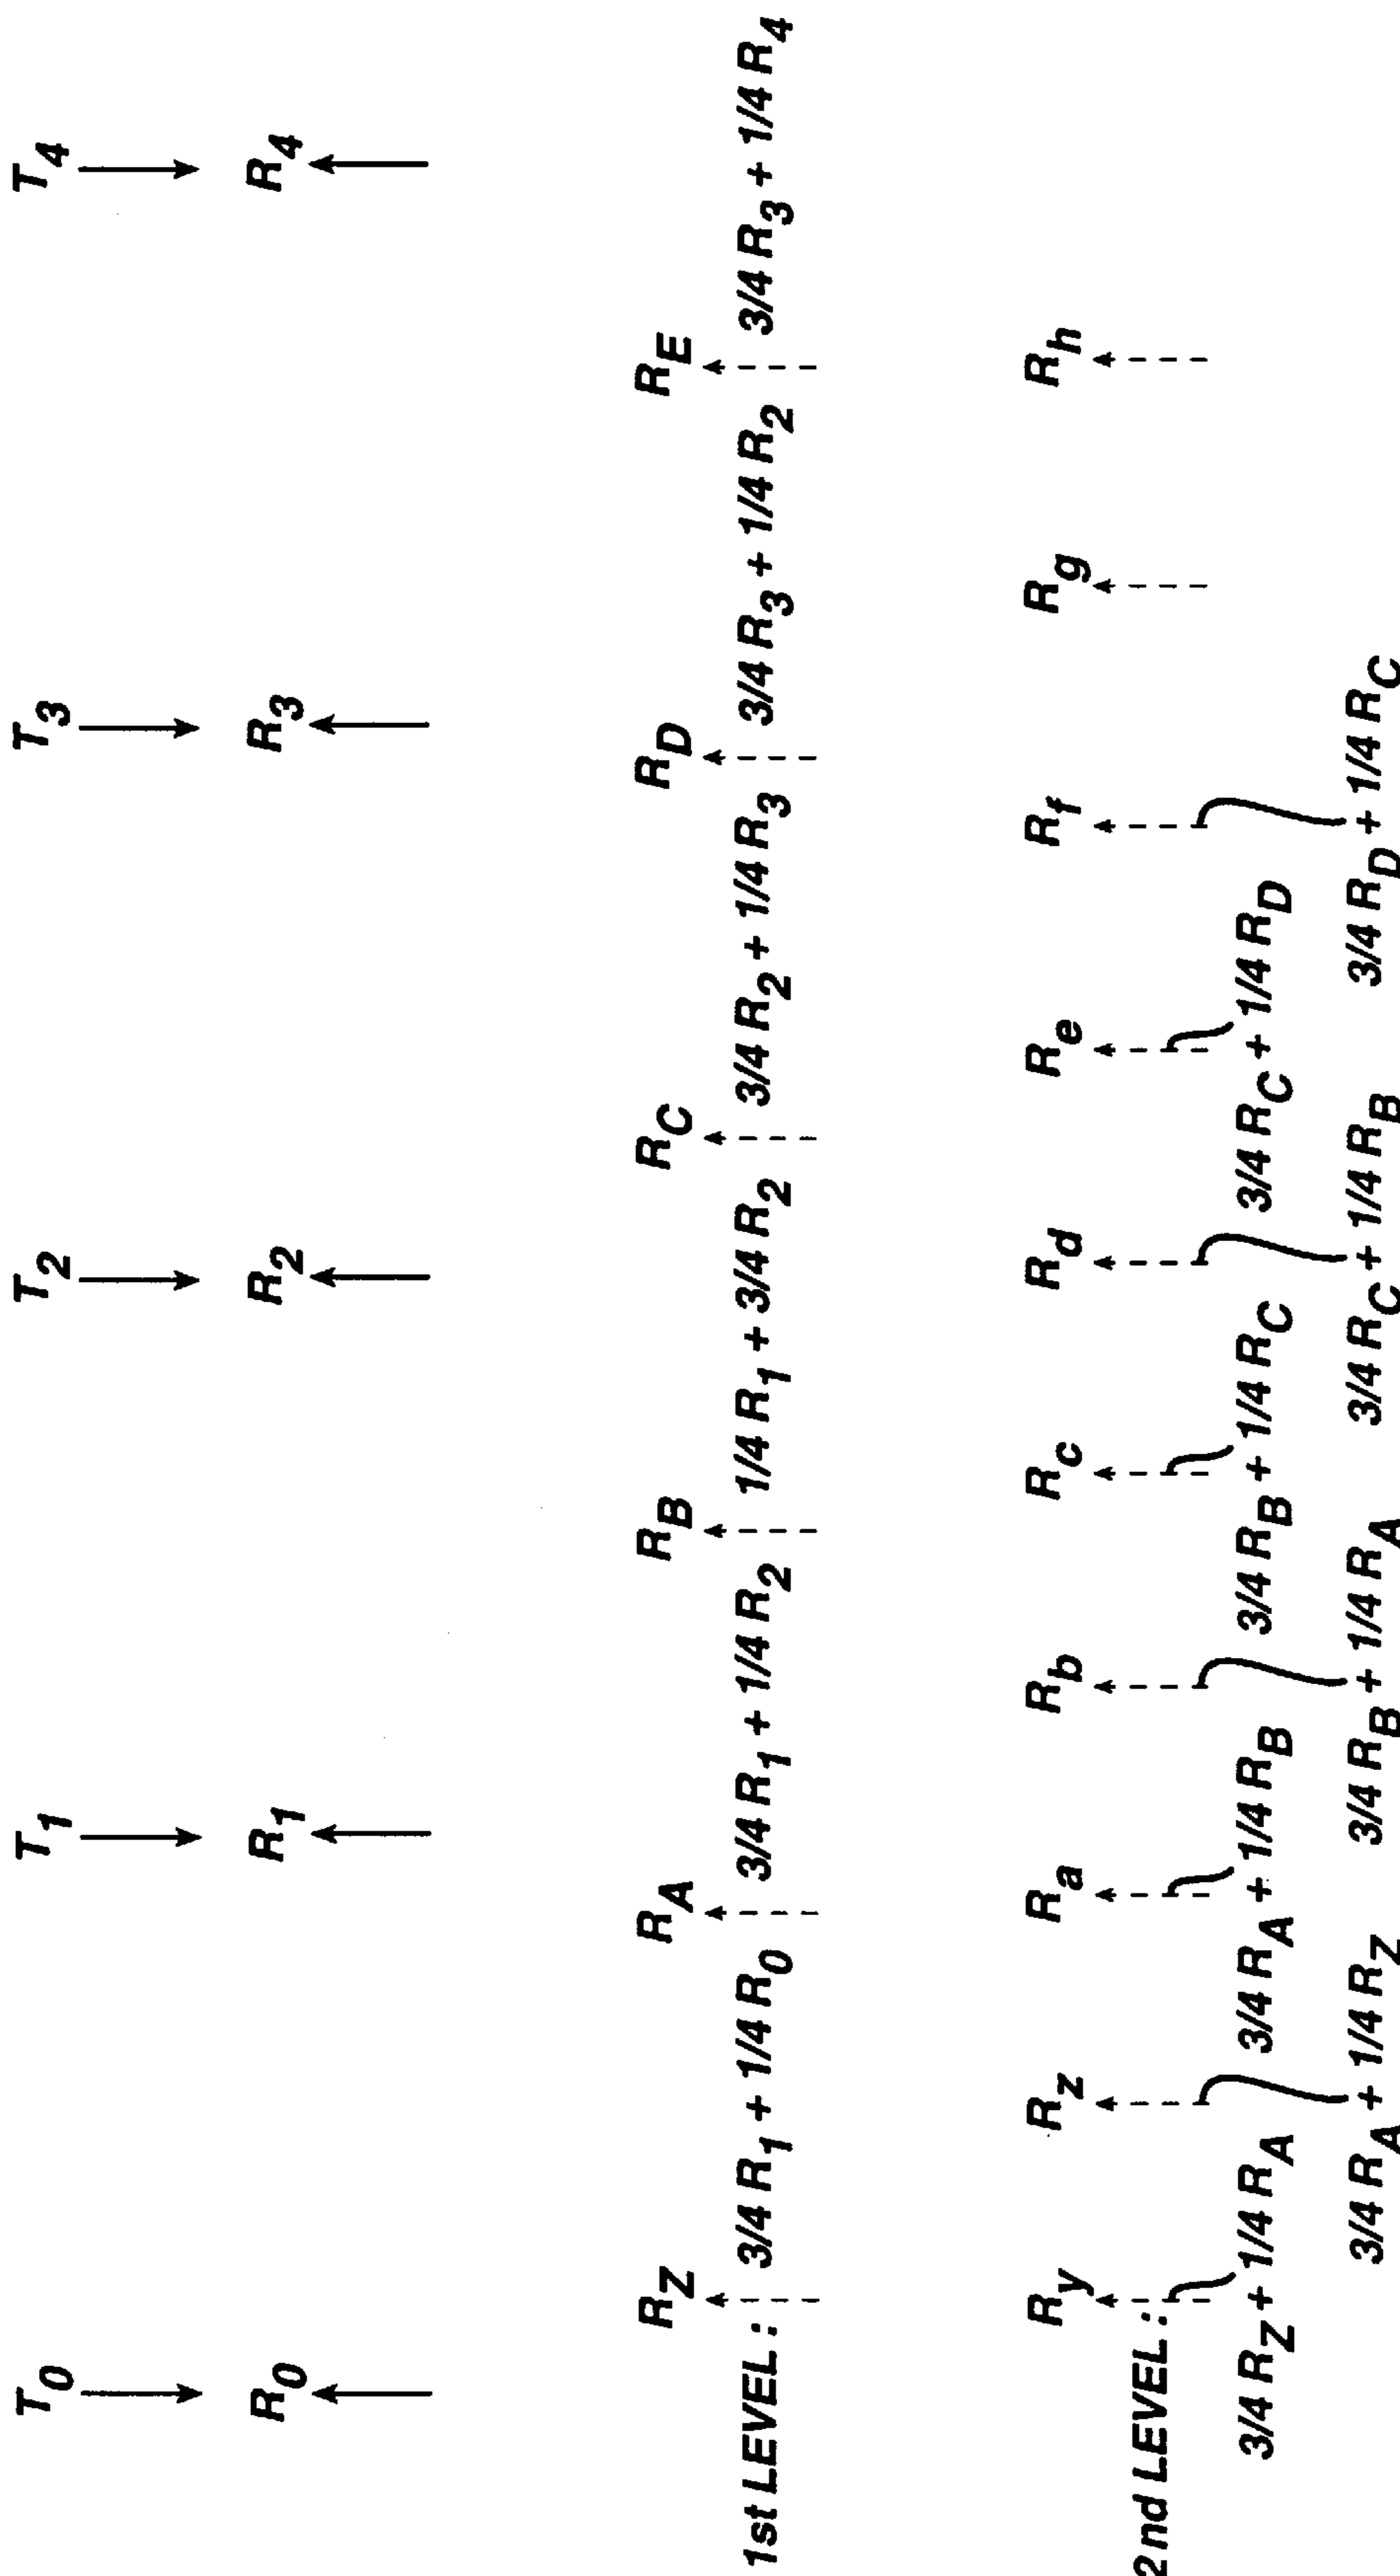 T0 T1 T2 T3 T4
R0 R1 R2 R3 R4
RZ RA RB RC RD RE
1st LEVEL: 3/4 R1 + 1/4 R0 3/4 R1 + 1/4 R2 1/4 R1 + 3/4 R2 3/4 R2 + 1/4 R3 3/4 R3 + 1/4 R2 3/4 R3 + 1/4 R4
Ry Rz Ra Rb Rc Rd Re Rf Rg Rh
2nd LEVEL:
3/4 RZ + 1/4 RA 3/4 RA + 1/4 RB 3/4 RB + 1/4 RC 3/4 RC + 1/4 RD
3/4 RA + 1/4 RZ 3/4 RB + 1/4 RA 3/4 RC + 1/4 RB 3/4 RD + 1/4 RC